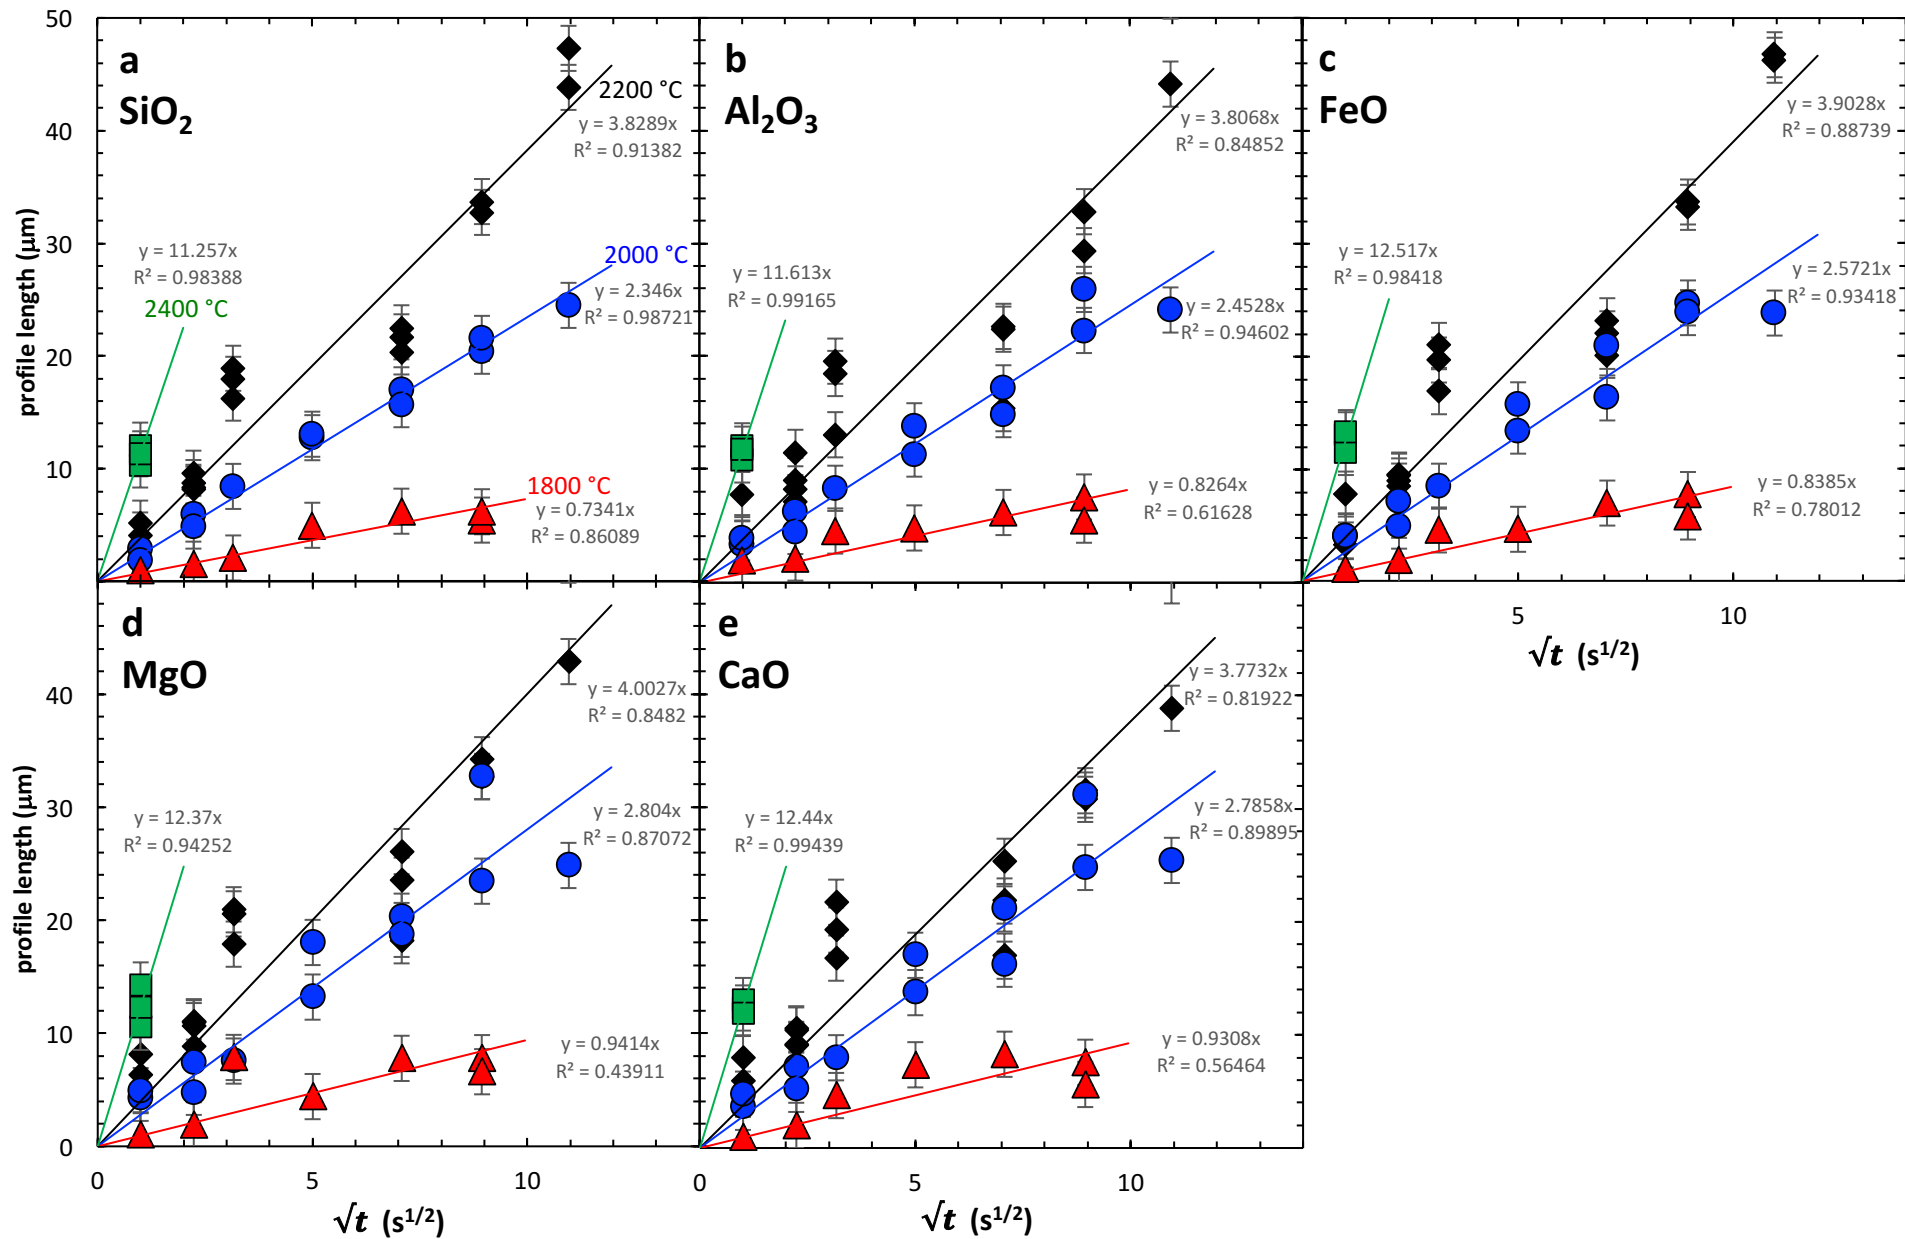 a
SiO₂
2200 °C
y = 3.8289x
R² = 0.91382
2000 °C
y = 2.346x
R² = 0.98721
y = 11.257x
R² = 0.98388
2400 °C
1800 °C
y = 0.7341x
R² = 0.86089
50
40
30
20
10
profile length (μm)
b
Al₂O₃
y = 3.8068x
R² = 0.84852
y = 11.613x
R² = 0.99165
y = 2.4528x
R² = 0.94602
y = 0.8264x
R² = 0.61628
c
FeO
y = 3.9028x
R² = 0.88739
y = 12.517x
R² = 0.98418
y = 2.5721x
R² = 0.93418
y = 0.8385x
R² = 0.78012
5
10
√t (s^1/2)
d
MgO
y = 4.0027x
R² = 0.8482
y = 12.37x
R² = 0.94252
y = 2.804x
R² = 0.87072
y = 0.9414x
R² = 0.43911
40
30
20
10
0
profile length (μm)
0
5
10
√t (s^1/2)
e
CaO
y = 3.7732x
R² = 0.81922
y = 12.44x
R² = 0.99439
y = 2.7858x
R² = 0.89895
y = 0.9308x
R² = 0.56464
0
5
10
√t (s^1/2)